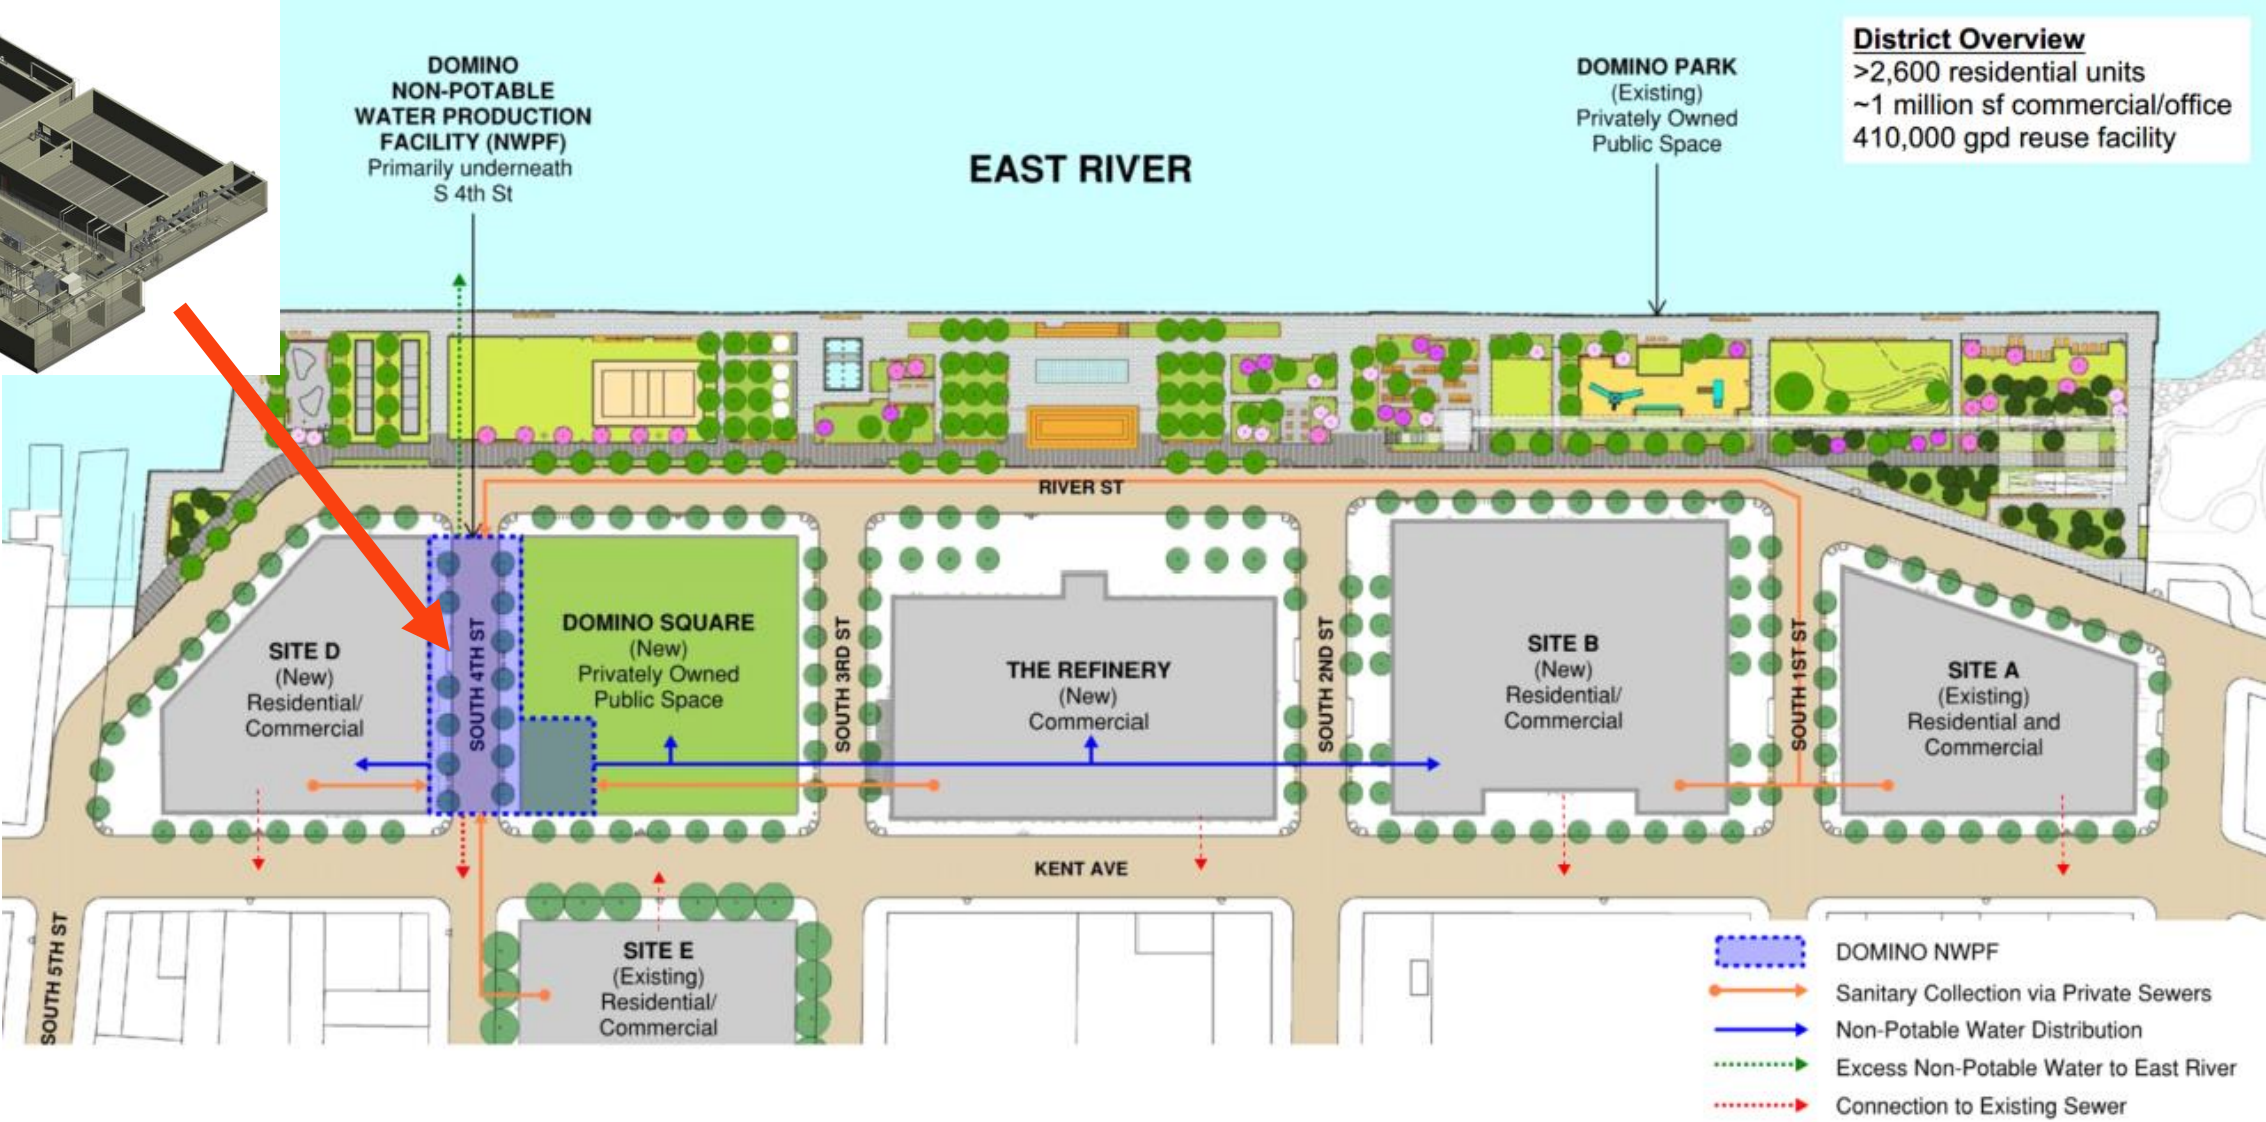 District Overview
>2,600 residential units
~1 million sf commercial/office
410,000 gpd reuse facility
DOMINO
NON-POTABLE
WATER PRODUCTION
FACILITY (NWPF)
Primarily underneath
S 4th St
DOMINO PARK
(Existing)
Privately Owned
Public Space
EAST RIVER
RIVER ST
SITE D
(New)
Residential/
Commercial
SOUTH 4TH ST
DOMINO SQUARE
(New)
Privately Owned
Public Space
SOUTH 3RD ST
THE REFINERY
(New)
Commercial
SOUTH 2ND ST
SITE B
(New)
Residential/
Commercial
SOUTH 1ST ST
SITE A
(Existing)
Residential and
Commercial
KENT AVE
SOUTH 5TH ST
SITE E
(Existing)
Residential/
Commercial
DOMINO NWPF
Sanitary Collection via Private Sewers
Non-Potable Water Distribution
Excess Non-Potable Water to East River
Connection to Existing Sewer